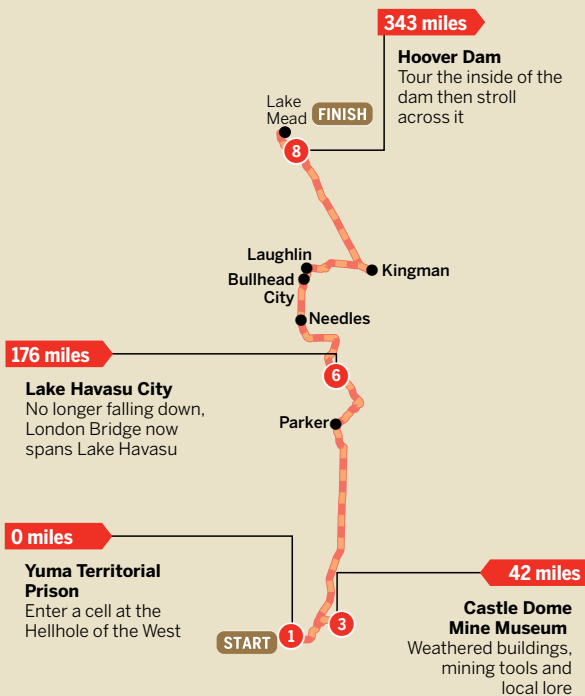 343 miles
Hoover Dam
Tour the inside of the
dam then stroll
across it
Lake
Mead
FINISH
8
Laughlin
Bullhead
City
Kingman
Needles
176 miles
Lake Havasu City
No longer falling down,
London Bridge now
spans Lake Havasu
6
Parker
0 miles
Yuma Territorial
Prison
Enter a cell at the
Hellhole of the West
START
1
3
42 miles
Castle Dome
Mine Museum
Weathered buildings,
mining tools and
local lore